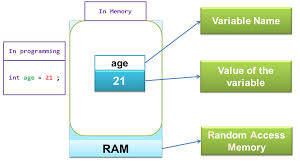 In Memory
In programming
int age = 21 ;
age
21
RAM
Variable Name
Value of the
variable
Random Access
Memory